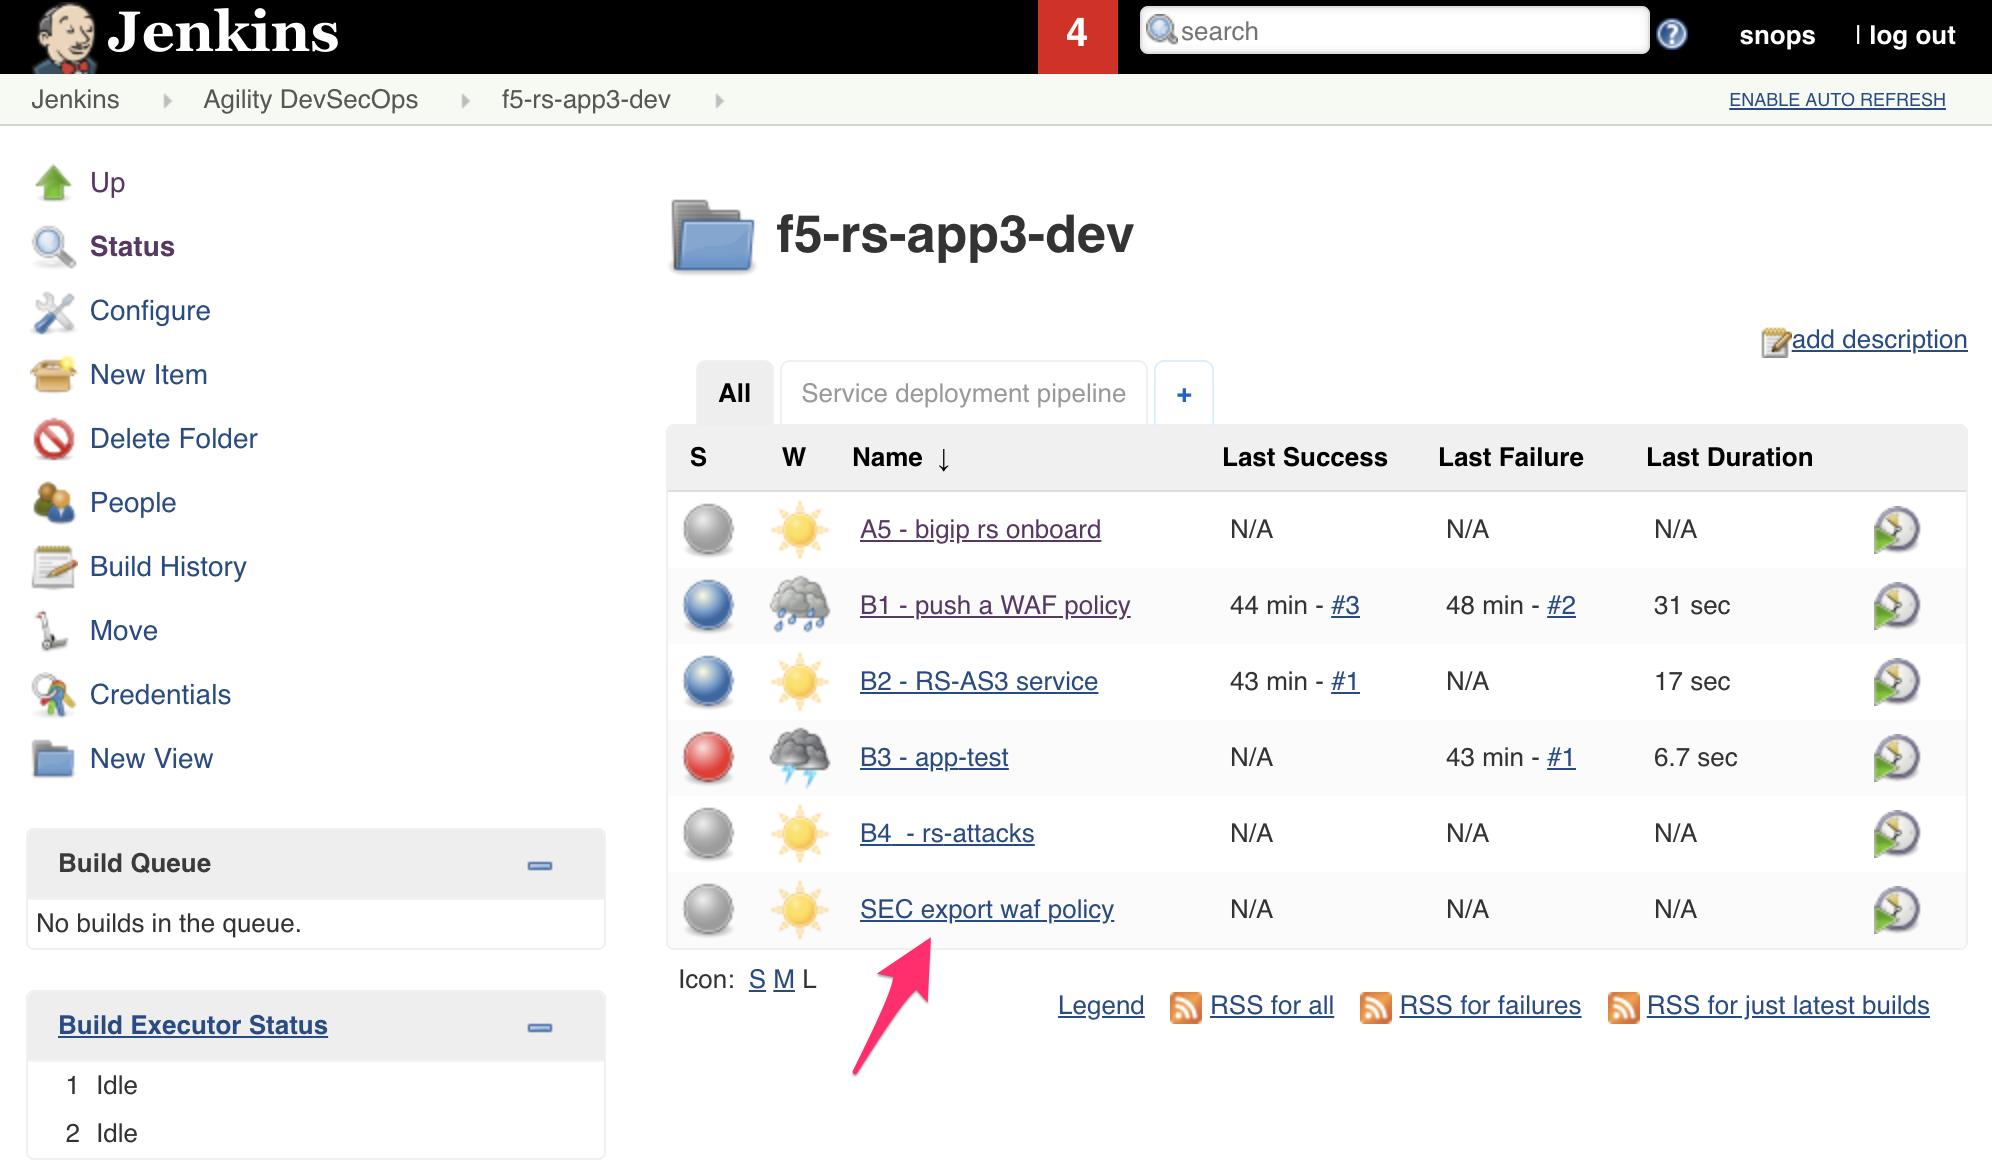 Jenkins
4
search
snops
| log out
Jenkins
Agility DevSecOps
f5-rs-app3-dev
ENABLE AUTO REFRESH
Up
Status
Configure
New Item
Delete Folder
People
Build History
Move
Credentials
New View
Build Queue
No builds in the queue.
Build Executor Status
1 Idle
2 Idle
f5-rs-app3-dev
add description
All
Service deployment pipeline
+
S W Name ↓ Last Success Last Failure Last Duration
A5 - bigip rs onboard N/A N/A N/A
B1 - push a WAF policy 44 min - #3 48 min - #2 31 sec
B2 - RS-AS3 service 43 min - #1 N/A 17 sec
B3 - app-test N/A 43 min - #1 6.7 sec
B4 - rs-attacks N/A N/A N/A
SEC export waf policy N/A N/A N/A
Icon: S M L
Legend RSS for all RSS for failures RSS for just latest builds